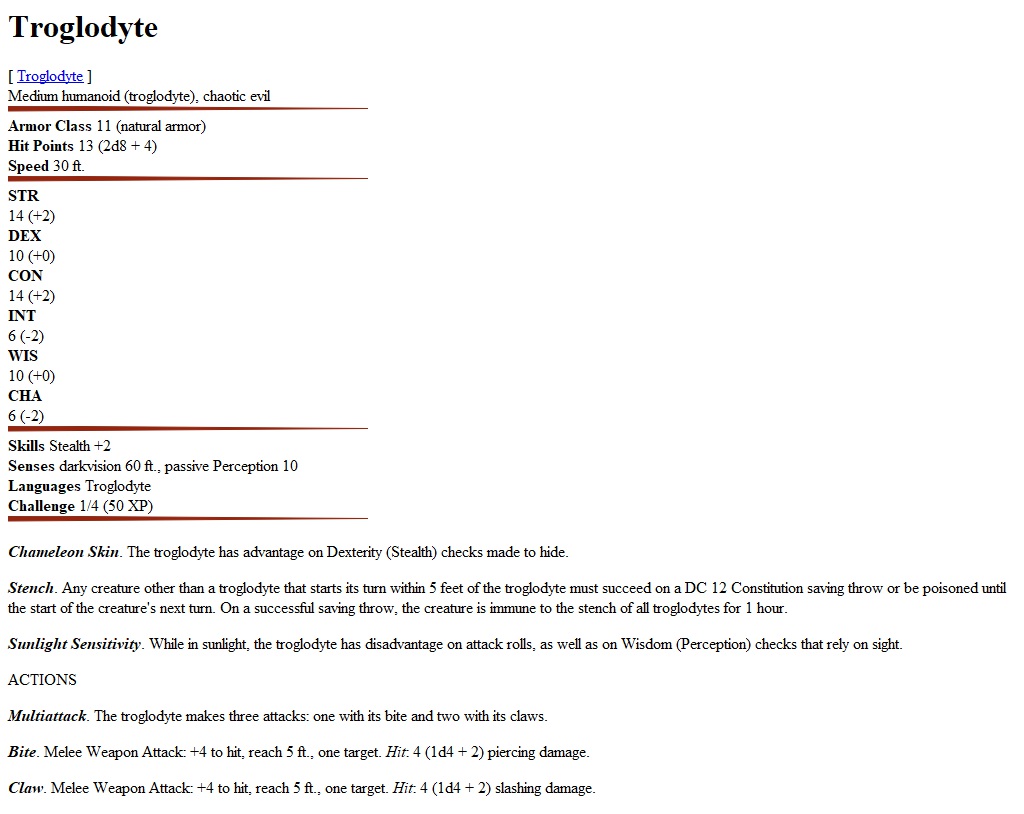 Troglodyte
[ Troglodyte ]
Medium humanoid (troglodyte), chaotic evil
Armor Class 11 (natural armor)
Hit Points 13 (2d8 + 4)
Speed 30 ft.
STR
14 (+2)
DEX
10 (+0)
CON
14 (+2)
INT
6 (-2)
WIS
10 (+0)
CHA
6 (-2)
Skills Stealth +2
Senses darkvision 60 ft., passive Perception 10
Languages Troglodyte
Challenge 1/4 (50 XP)
Chameleon Skin. The troglodyte has advantage on Dexterity (Stealth) checks made to hide.
Stench. Any creature other than a troglodyte that starts its turn within 5 feet of the troglodyte must succeed on a DC 12 Constitution saving throw or be poisoned until
the start of the creature's next turn. On a successful saving throw, the creature is immune to the stench of all troglodytes for 1 hour.
Sunlight Sensitivity. While in sunlight, the troglodyte has disadvantage on attack rolls, as well as on Wisdom (Perception) checks that rely on sight.
ACTIONS
Multiattack. The troglodyte makes three attacks: one with its bite and two with its claws.
Bite. Melee Weapon Attack: +4 to hit, reach 5 ft., one target. Hit: 4 (1d4 + 2) piercing damage.
Claw. Melee Weapon Attack: +4 to hit, reach 5 ft., one target. Hit: 4 (1d4 + 2) slashing damage.